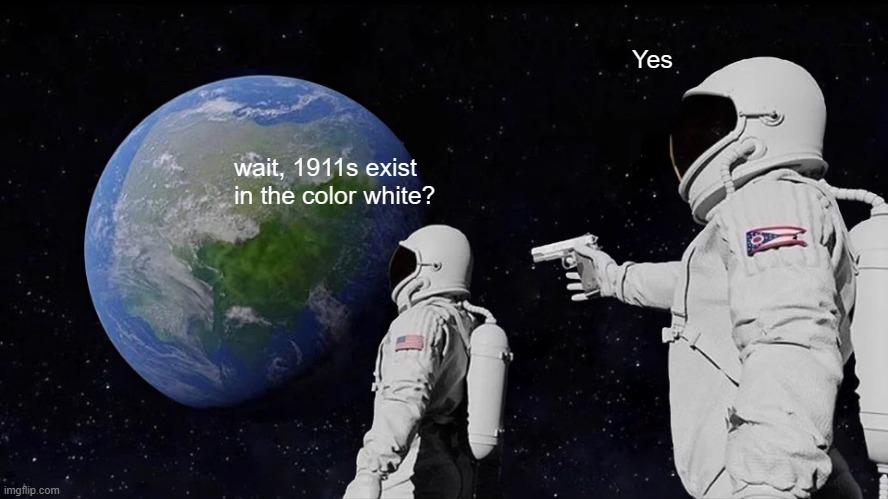 Yes
wait, 1911s exist
in the color white?
imgflip.com